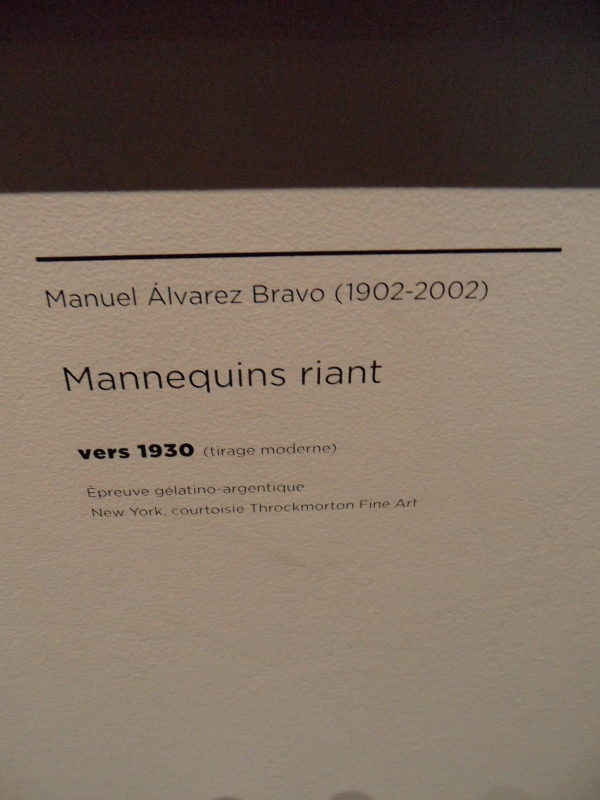 Manuel Álvarez Bravo (1902-2002)
Mannequins riant
vers 1930 (tirage moderne)
Épreuve gélatino-argentique
New York, courtoisie Throckmorton Fine Art